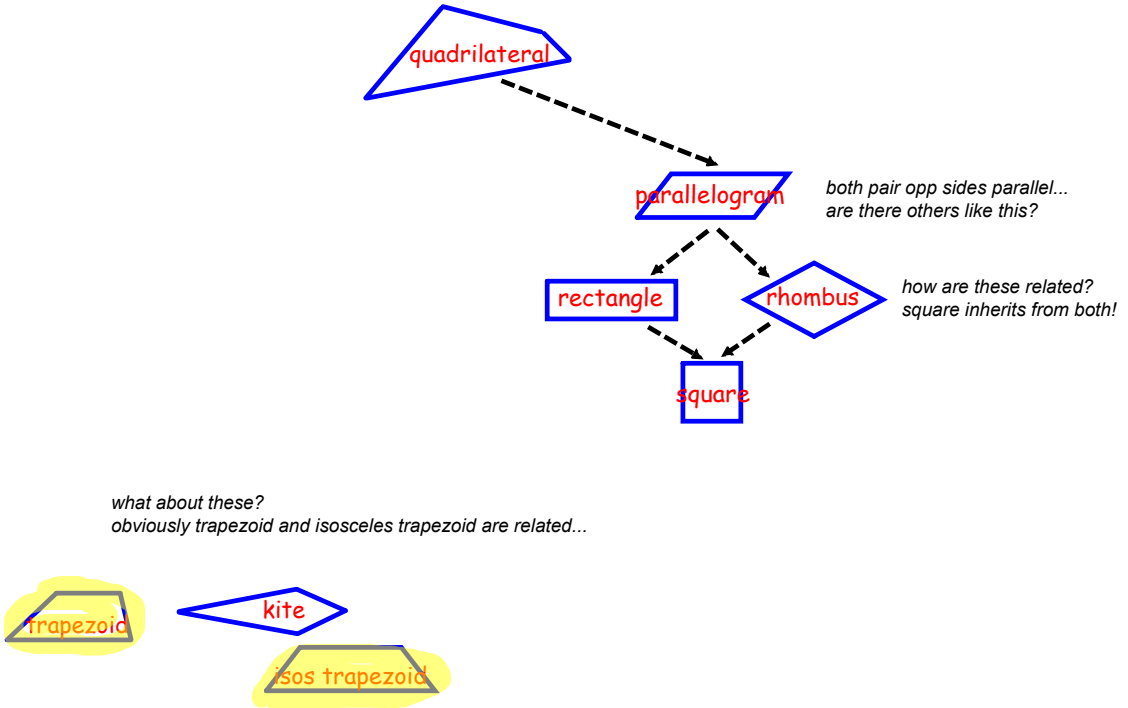 quadrilateral
parallelogram
both pair opp sides parallel...
are there others like this?
rectangle
rhombus
how are these related?
square inherits from both!
square
what about these?
obviously trapezoid and isosceles trapezoid are related...
trapezoid
kite
isos trapezoid